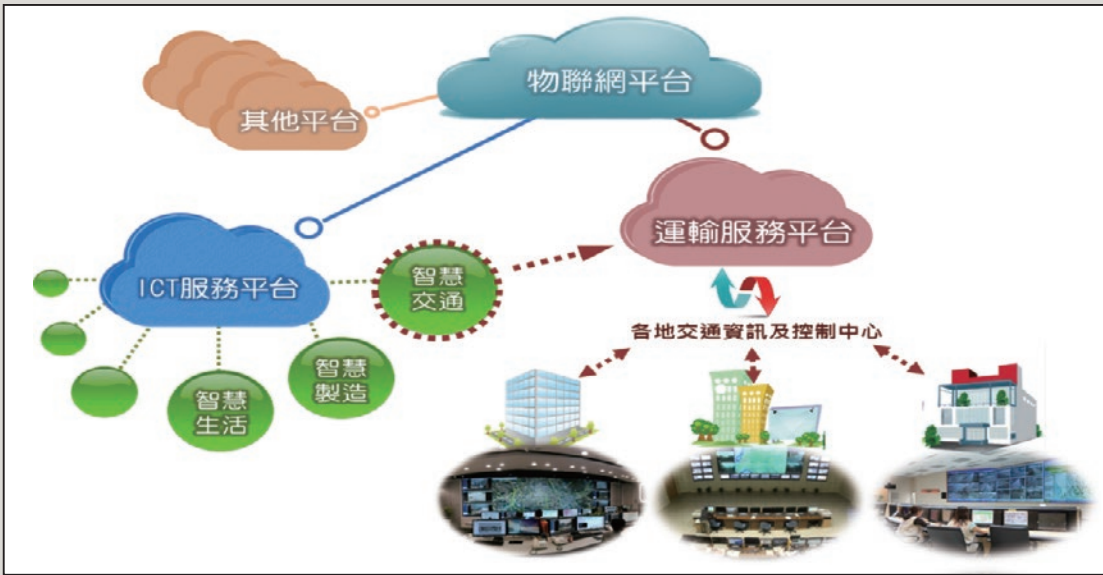 物聯網平台
其他平台
運輸服務平台
ICT服務平台
智慧
交通
各地交通資訊及控制中心
智慧
製造
智慧
生活